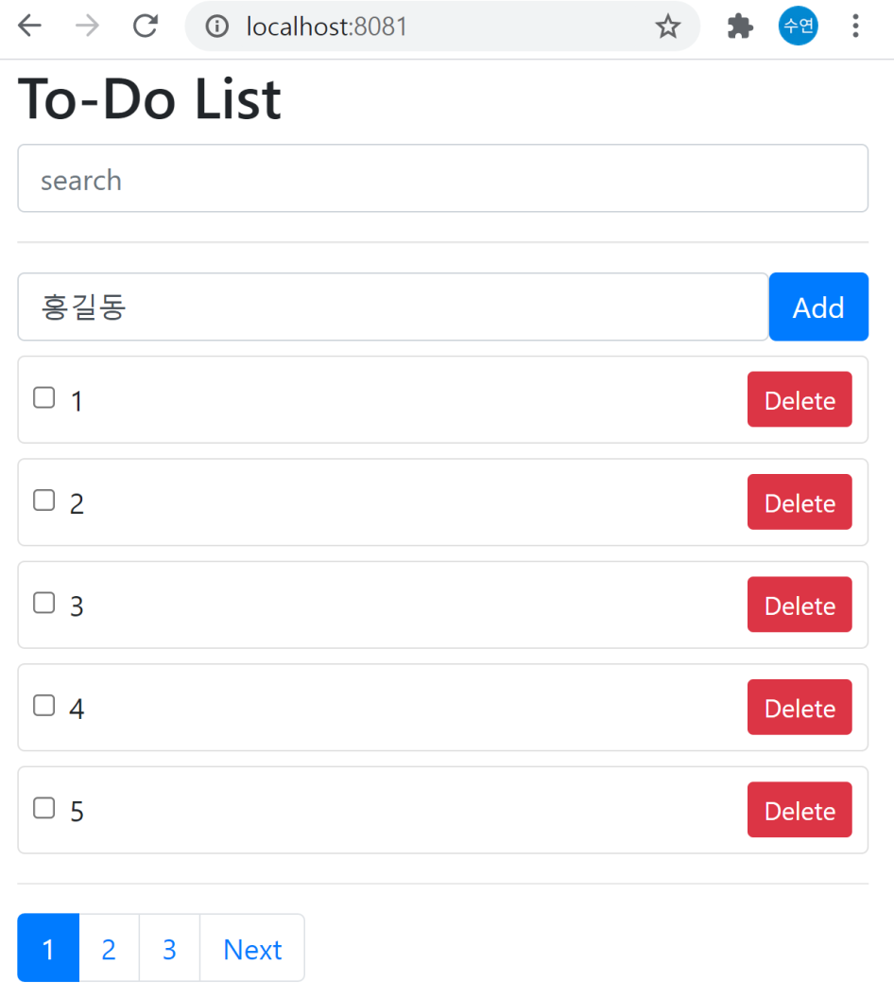 localhost:8081 수연
To-Do List
search
홍길동 Add
1 Delete
2 Delete
3 Delete
4 Delete
5 Delete
1 2 3 Next